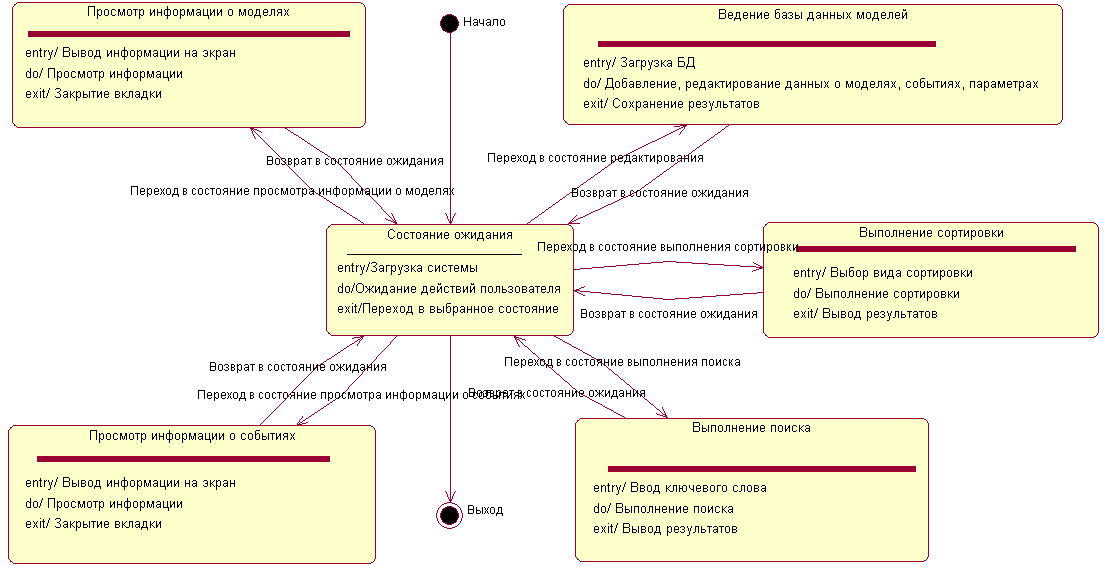 Просмотр информации о моделях
entry/ Вывод информации на экран
do/ Просмотр информации
exit/ Закрытие вкладки
Начало
Ведение базы данных моделей
entry/ Загрузка БД
do/ Добавление, редактирование данных о моделях, событиях, параметрах
exit/ Сохранение результатов
Возврат в состояние ожидания
Переход в состояние просмотра информации о моделях
Переход в состояние редактирования
Возврат в состояние ожидания
Состояние ожидания
entry/Загрузка системы
do/Ожидание действий пользователя
exit/Переход в выбранное состояние
Переход в состояние выполнения сортировки
Возврат в состояние ожидания
Выполнение сортировки
entry/ Выбор вида сортировки
do/ Выполнение сортировки
exit/ Вывод результатов
Возврат в состояние ожидания
Переход в состояние просмотра информации о событиях
Переход в состояние выполнения поиска
Возврат в состояние ожидания
Просмотр информации о событиях
entry/ Вывод информации на экран
do/ Просмотр информации
exit/ Закрытие вкладки
Выход
Выполнение поиска
entry/ Ввод ключевого слова
do/ Выполнение поиска
exit/ Вывод результатов